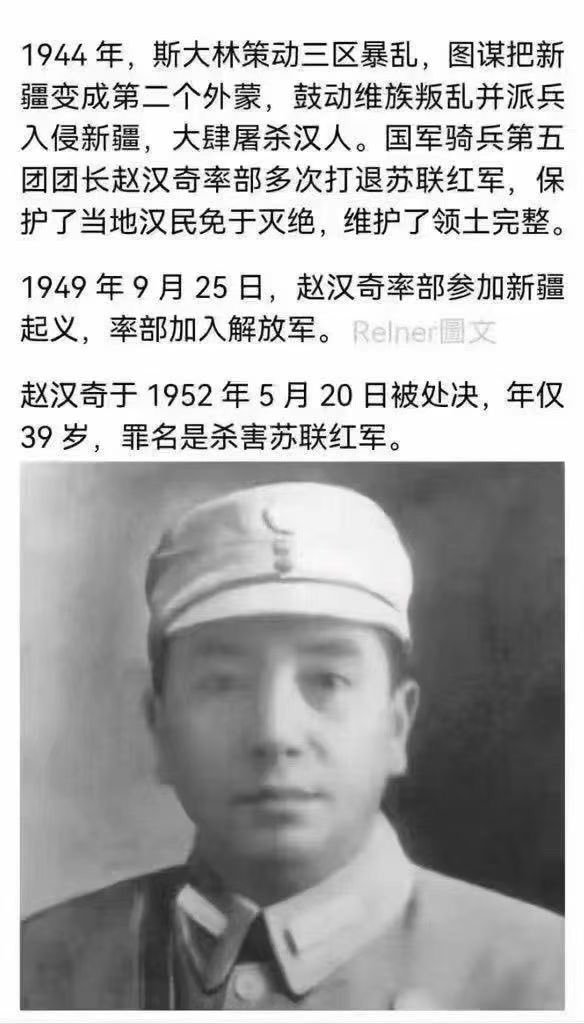 1944 年，斯大林策动三区暴乱，图谋把新
疆变成第二个外蒙，鼓动维族叛乱并派兵
入侵新疆，大肆屠杀汉人。国军骑兵第五
团团长赵汉奇率部多次打退苏联红军，保
护了当地汉民免于灭绝，维护了领土完整。
1949 年 9 月 25 日，赵汉奇率部参加新疆
起义，率部加入解放军。 Relner圖文
赵汉奇于 1952 年 5 月 20 日被处决，年仅
39 岁，罪名是杀害苏联红军。